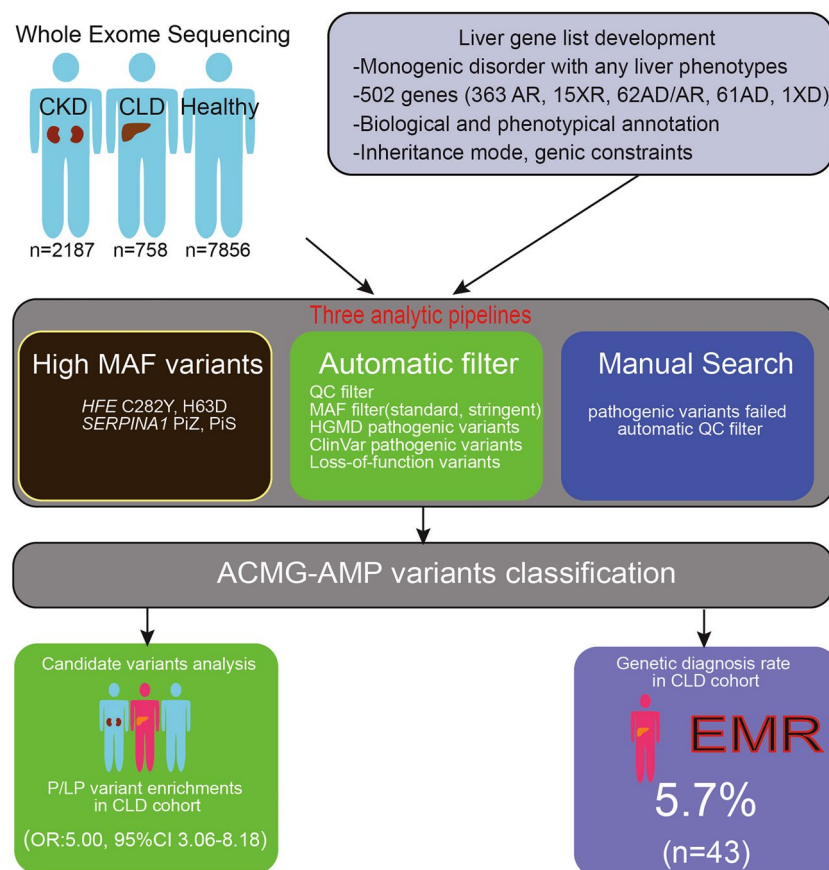 Whole Exome Sequencing
CKD
CLD
Healthy
n=2187
n=758
n=7856
Liver gene list development
-Monogenic disorder with any liver phenotypes
-502 genes (363 AR, 15XR, 62AD/AR, 61AD, 1XD)
-Biological and phenotypical annotation
-Inheritance mode, genic constraints
Three analytic pipelines
High MAF variants
HFE C282Y, H63D
SERPINA1 PiZ, PiS
Automatic filter
QC filter
MAF filter(standard, stringent)
HGMD pathogenic variants
ClinVar pathogenic variants
Loss-of-function variants
Manual Search
pathogenic variants failed
automatic QC filter
ACMG-AMP variants classification
Candidate variants analysis
P/LP variant enrichments
in CLD cohort
(OR:5.00, 95%CI 3.06-8.18)
Genetic diagnosis rate
in CLD cohort
EMR
5.7%
(n=43)